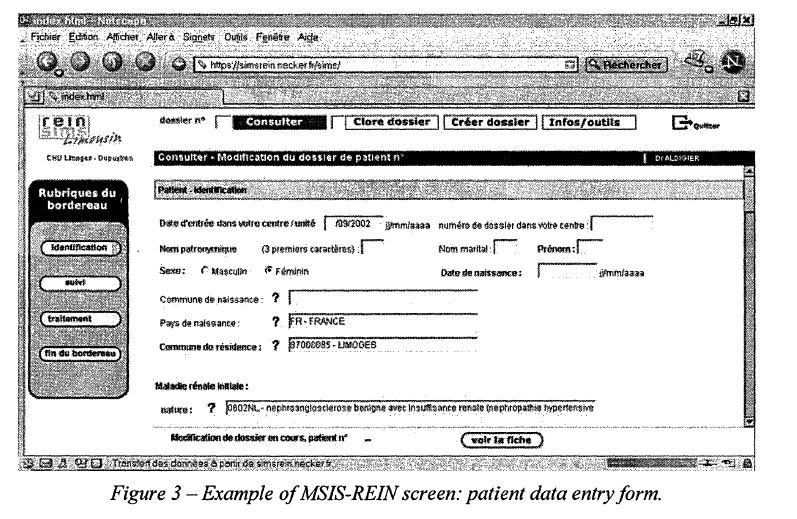 index.html - Netscape
Fichier Edition Afficher Aller à Signets Outils Fenêtre Aide
https://simsrein.necker.fr/sims/ Rechercher
index.html
rein
sims
Limousin
dossier n° Consulter Clore dossier Créer dossier Infos/outils Quitter
CHU Limoges - Dupuytren
Consulter - Modification du dossier de patient n° Dr ALDIGIER
Rubriques du
bordereau
identification
suivi
traitement
fin du bordereau
Patient - Identification
Date d'entrée dans votre centre / unité /09/2002 jj/mm/aaaa numéro de dossier dans votre centre :
Nom patronymique (3 premiers caractères) : Nom marital : Prénom :
Sexe : Masculin Féminin Date de naissance : jj/mm/aaaa
Commune de naissance : ?
Pays de naissance : ? FR - FRANCE
Commune de résidence : ? 87000085 - LIMOGES
Maladie rénale initiale :
nature : ? 0602NL - nephroangiosclerose benigne avec insuffisance renale (nephropathie hypertensive
Modification de dossier en cours, patient n° voir la fiche
Transfert des données à partir de simsrein.necker.fr
Figure 3 – Example of MSIS-REIN screen: patient data entry form.